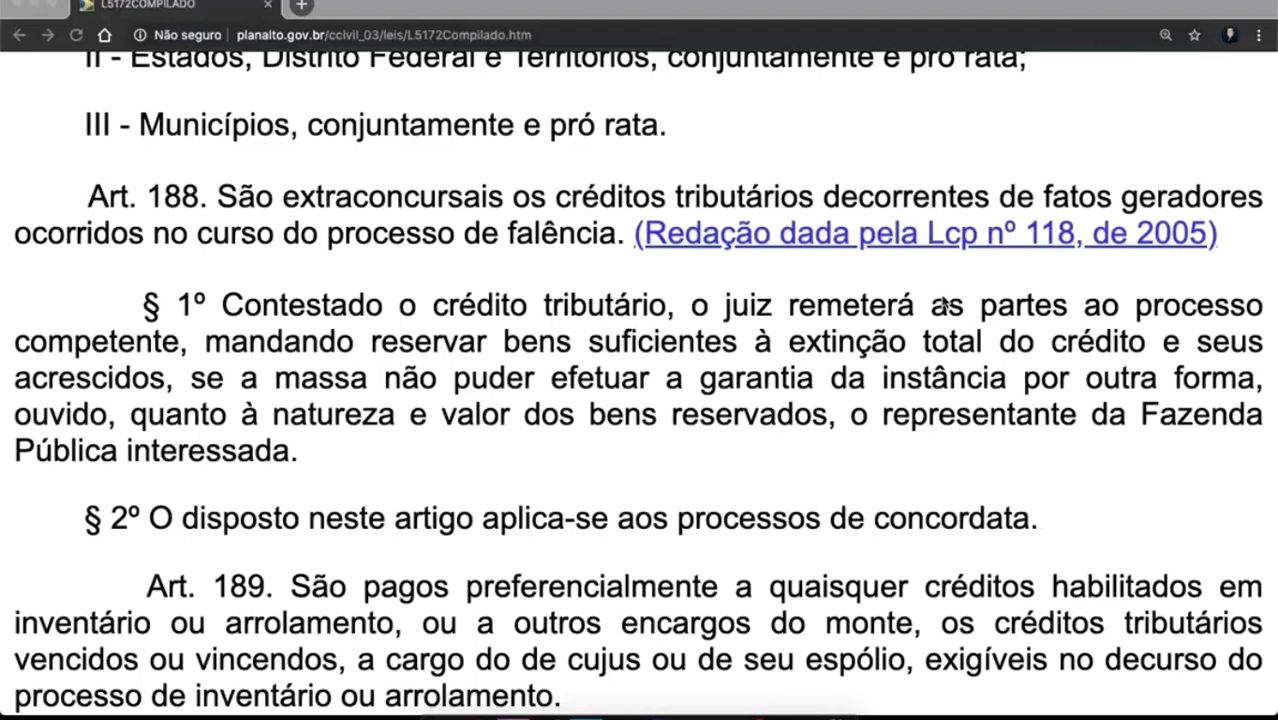 L5172COMPILADO
Não seguro planalto.gov.br/ccivil_03/leis/L5172Compilado.htm
II - Estados, Distrito Federal e Territórios, conjuntamente e pró rata;
III - Municípios, conjuntamente e pró rata.
Art. 188. São extraconcursais os créditos tributários decorrentes de fatos geradores
ocorridos no curso do processo de falência. (Redação dada pela Lcp nº 118, de 2005)
§ 1º Contestado o crédito tributário, o juiz remeterá as partes ao processo
competente, mandando reservar bens suficientes à extinção total do crédito e seus
acrescidos, se a massa não puder efetuar a garantia da instância por outra forma,
ouvido, quanto à natureza e valor dos bens reservados, o representante da Fazenda
Pública interessada.
§ 2º O disposto neste artigo aplica-se aos processos de concordata.
Art. 189. São pagos preferencialmente a quaisquer créditos habilitados em
inventário ou arrolamento, ou a outros encargos do monte, os créditos tributários
vencidos ou vincendos, a cargo do de cujus ou de seu espólio, exigíveis no decurso do
processo de inventário ou arrolamento.